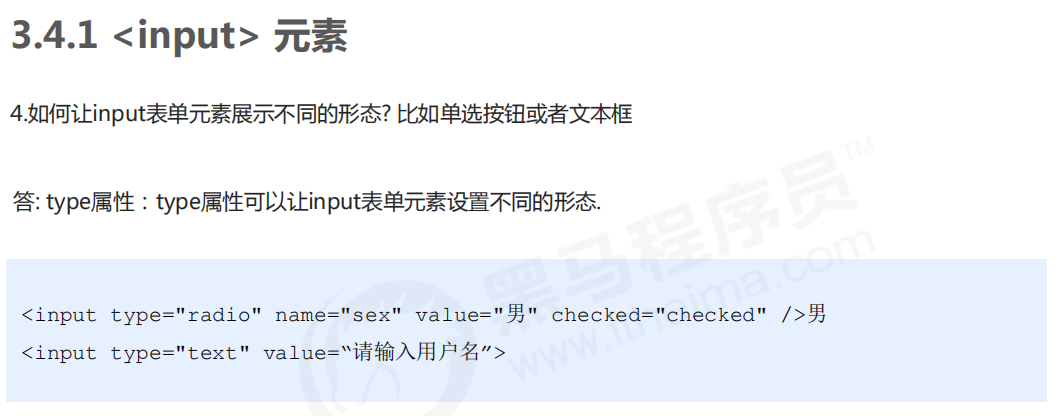 3.4.1 <input> 元素
4.如何让input表单元素展示不同的形态? 比如单选按钮或者文本框
答: type属性：type属性可以让input表单元素设置不同的形态.
黑马程序员™
www.itheima.com
<input type="radio" name="sex" value="男" checked="checked" />男
<input type="text" value=“请输入用户名”>